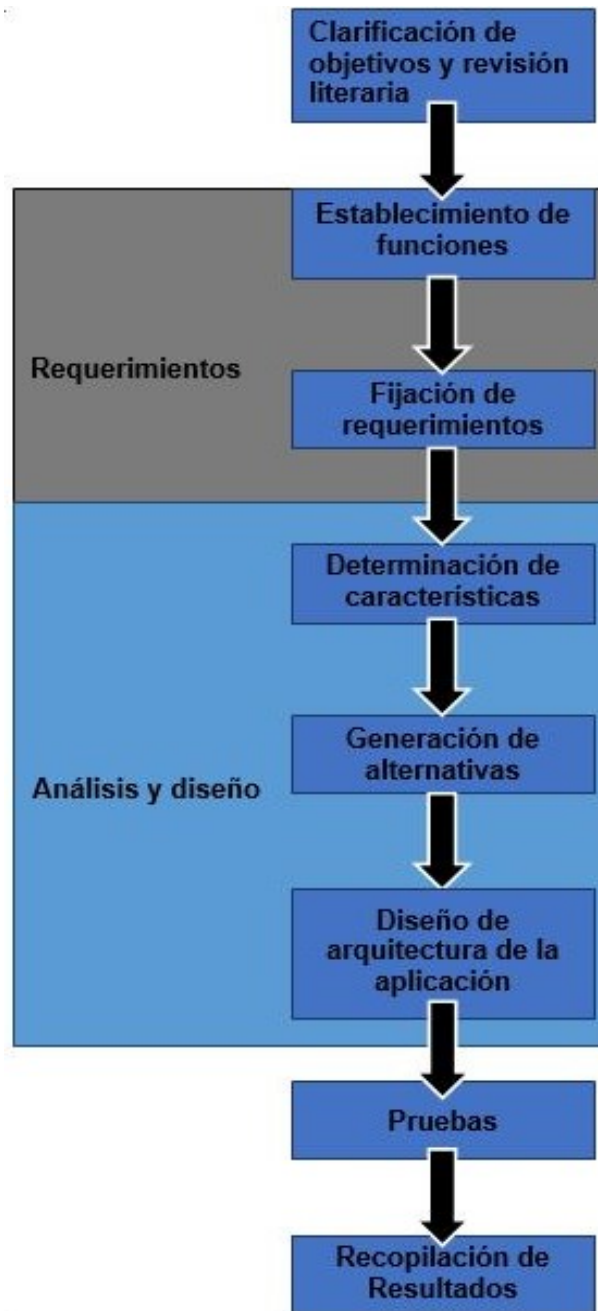 Clarificación de
objetivos y revisión
literaria
Establecimiento de
funciones
Requerimientos
Fijación de
requerimientos
Determinación de
características
Generación de
alternativas
Análisis y diseño
Diseño de
arquitectura de la
aplicación
Pruebas
Recopilación de
Resultados